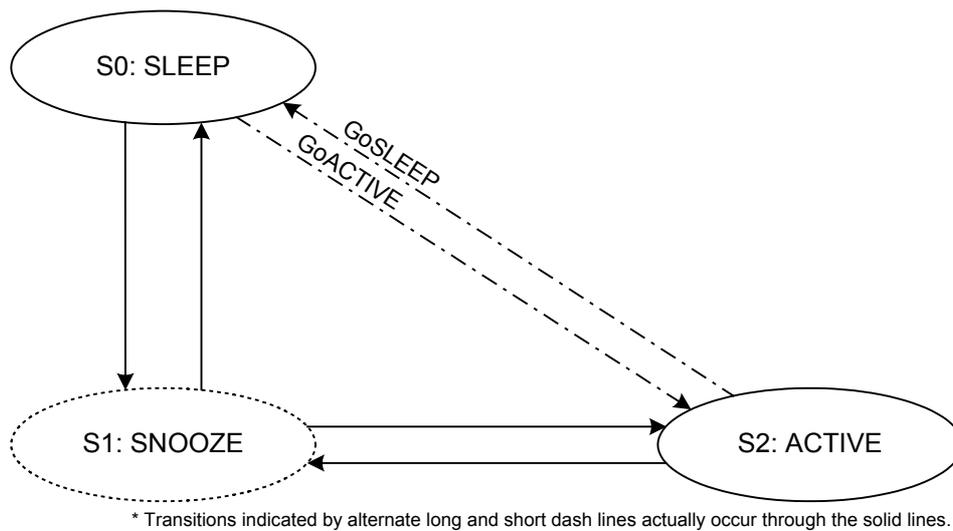 S0: SLEEP
GoSLEEP
GoACTIVE
S1: SNOOZE
S2: ACTIVE
* Transitions indicated by alternate long and short dash lines actually occur through the solid lines.